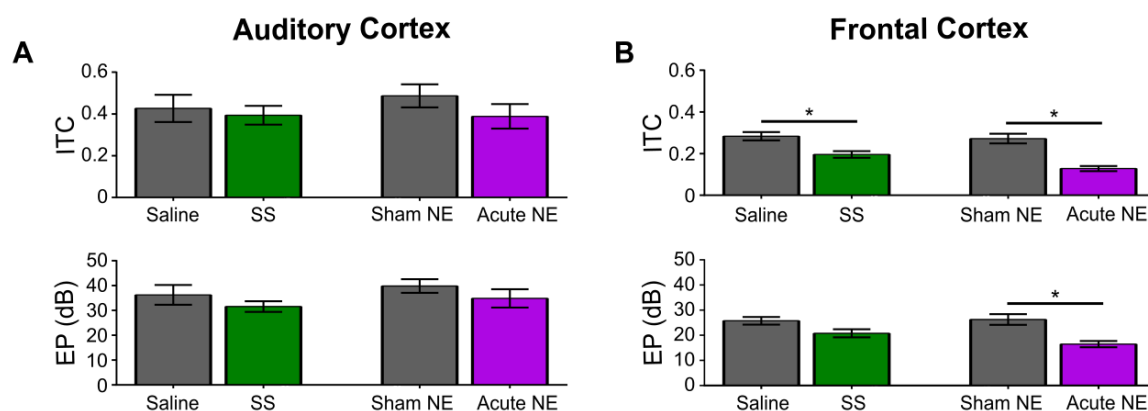 Auditory Cortex
A
ITC
0.6
0.4
0.2
0
Saline SS Sham NE Acute NE
EP (dB)
50
40
30
20
10
0
Saline SS Sham NE Acute NE
Frontal Cortex
B
ITC
0.6
0.4
0.2
0
* *
Saline SS Sham NE Acute NE
EP (dB)
50
40
30
20
10
0
*
Saline SS Sham NE Acute NE